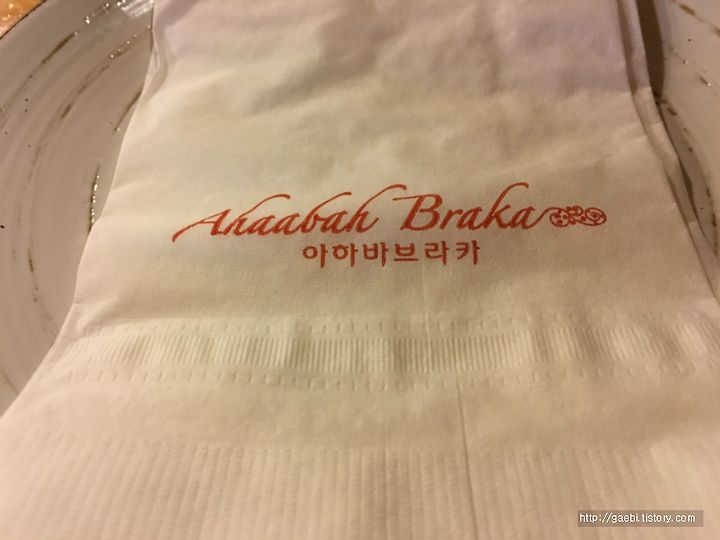 Ahaabah Braka
아하바브라카
http://gaebi.tistory.com